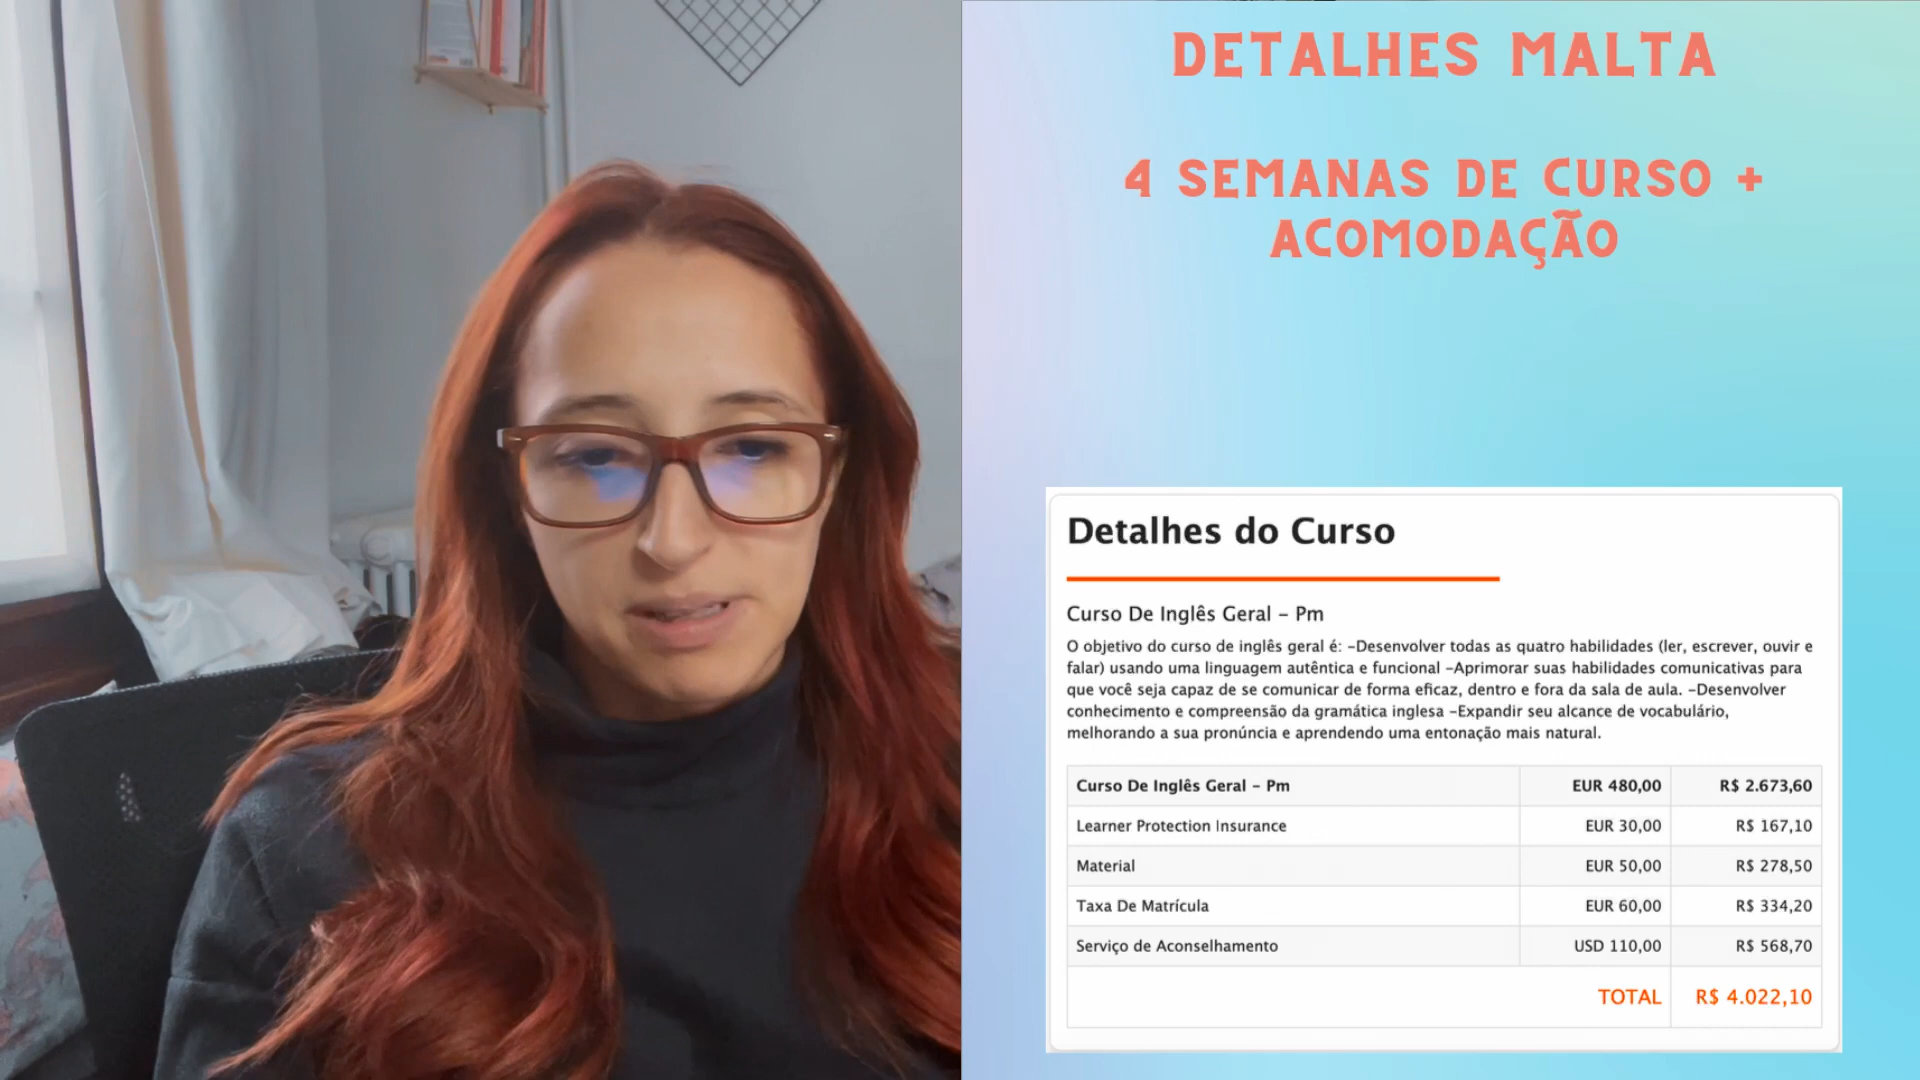 DETALHES MALTA
4 SEMANAS DE CURSO +
ACOMODAÇÃO
Detalhes do Curso
Curso De Inglês Geral - Pm
O objetivo do curso de inglês geral é: -Desenvolver todas as quatro habilidades (ler, escrever, ouvir e
falar) usando uma linguagem autêntica e funcional -Aprimorar suas habilidades comunicativas para
que você seja capaz de se comunicar de forma eficaz, dentro e fora da sala de aula. -Desenvolver
conhecimento e compreensão da gramática inglesa -Expandir seu alcance de vocabulário,
melhorando a sua pronúncia e aprendendo uma entonação mais natural.
Curso De Inglês Geral - Pm EUR 480,00 R$ 2.673,60
Learner Protection Insurance EUR 30,00 R$ 167,10
Material EUR 50,00 R$ 278,50
Taxa De Matrícula EUR 60,00 R$ 334,20
Serviço de Aconselhamento USD 110,00 R$ 568,70
TOTAL R$ 4.022,10